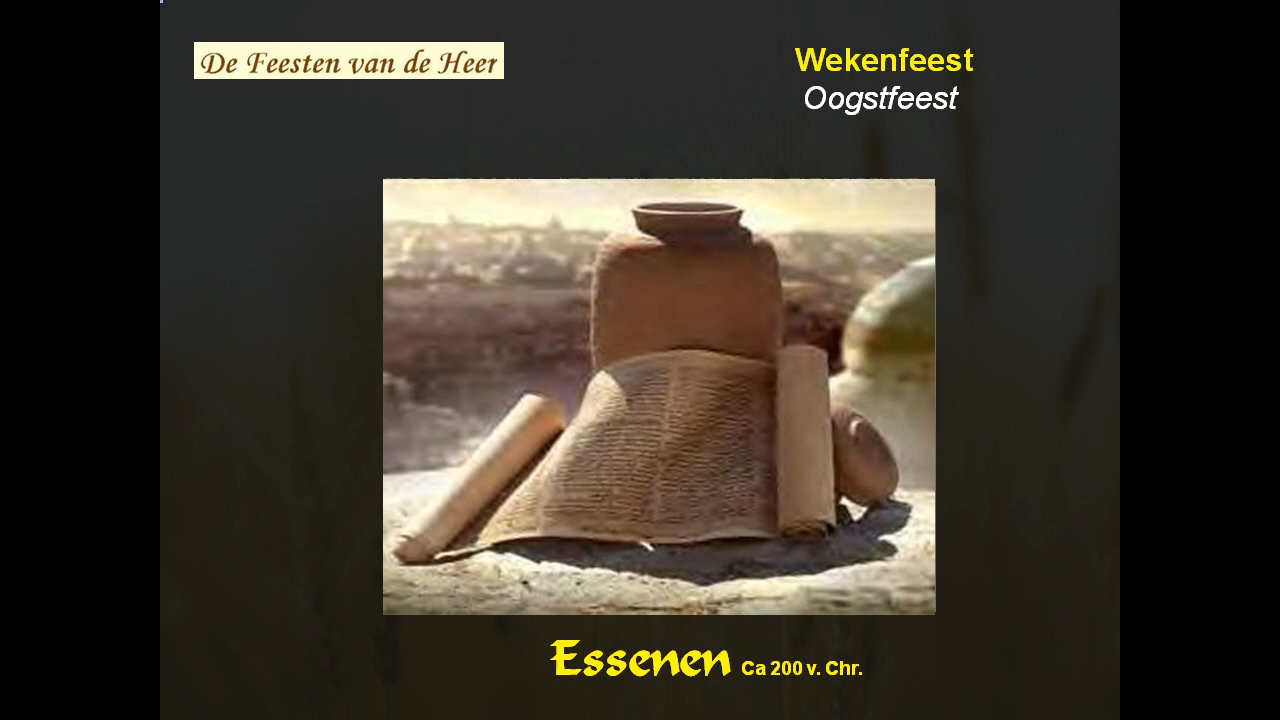 De Feesten van de Heer
Wekenfeest
Oogstfeest
Essenen Ca 200 v. Chr.